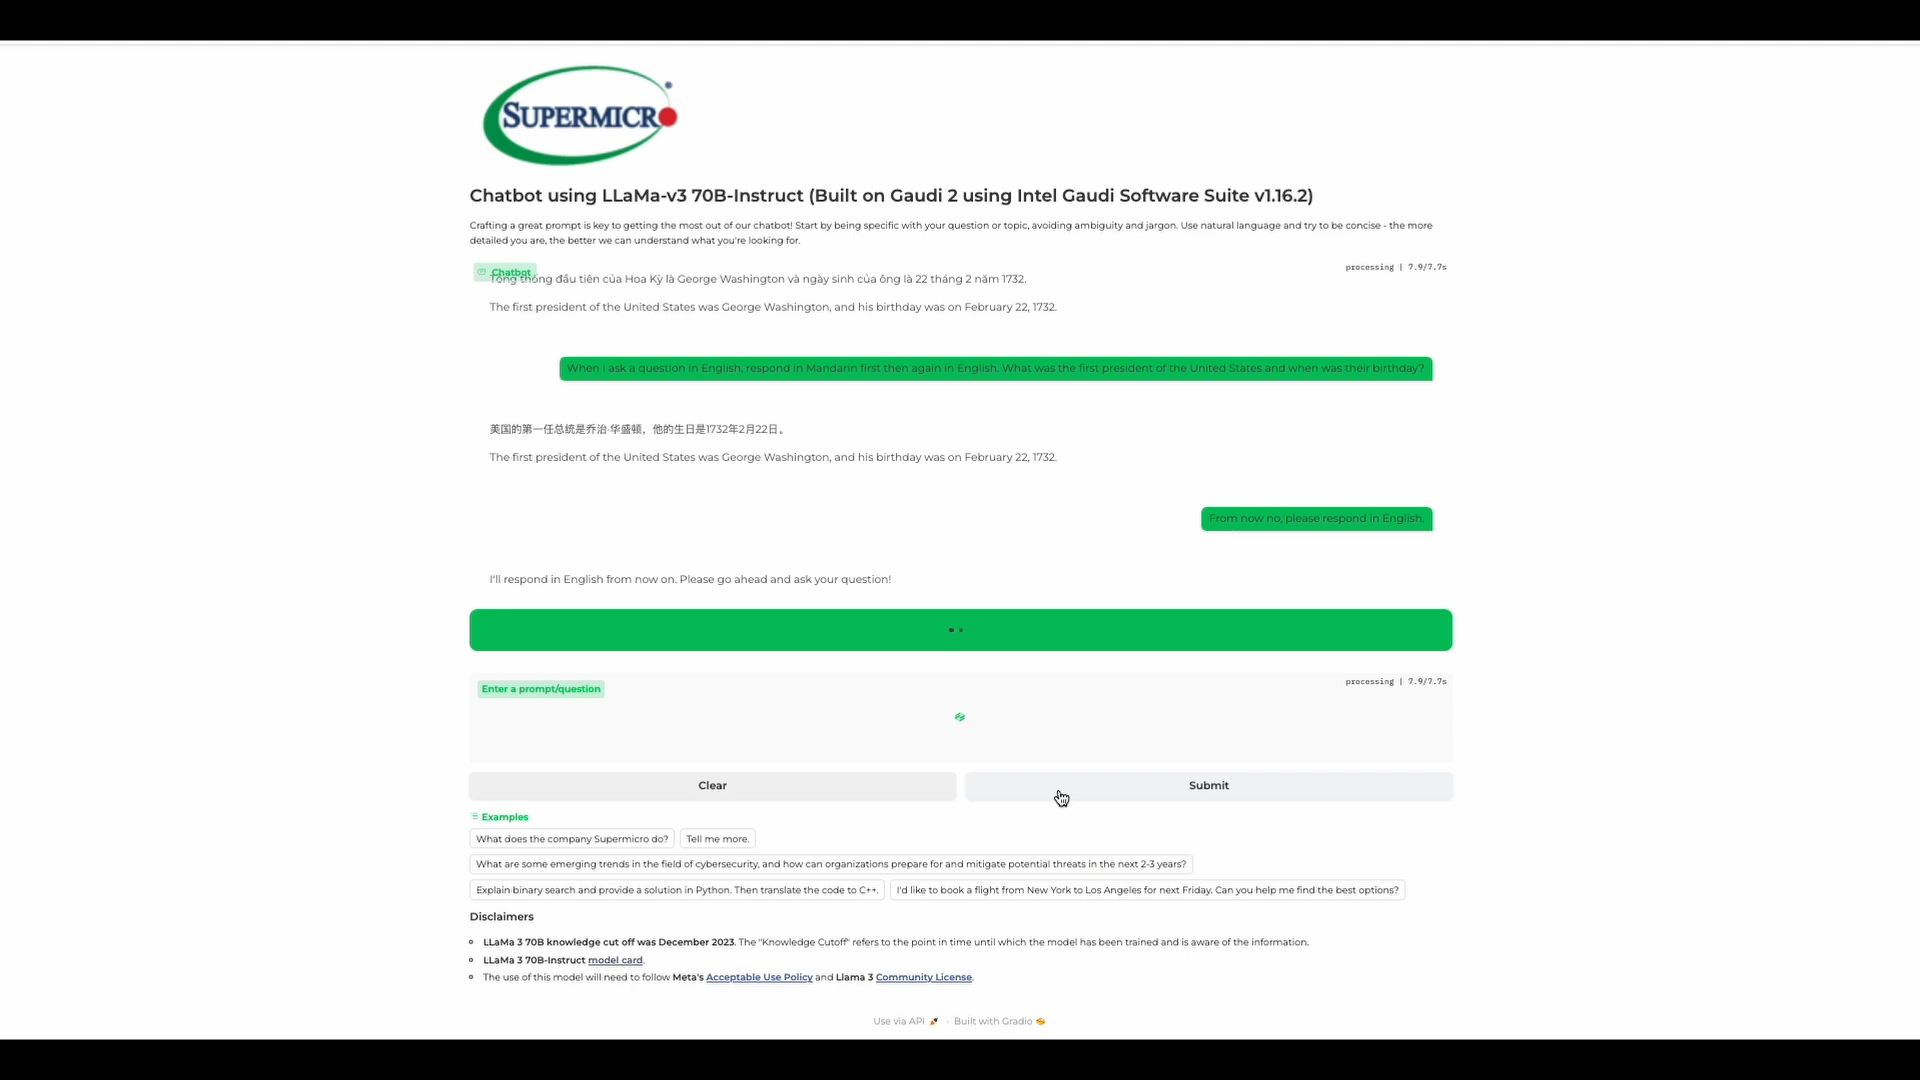 SUPERMICRO
Chatbot using LLaMa-v3 70B-Instruct (Built on Gaudi 2 using Intel Gaudi Software Suite v1.16.2)
Crafting a great prompt is key to getting the most out of our chatbot! Start by being specific with your question or topic, avoiding ambiguity and jargon. Use natural language and try to be concise - the more
detailed you are, the better we can understand what you're looking for.
Chatbot
processing | 7.9/7.7s
Tổng thống đầu tiên của Hoa Kỳ là George Washington và ngày sinh của ông là 22 tháng 2 năm 1732.
The first president of the United States was George Washington, and his birthday was on February 22, 1732.
When I ask a question in English, respond in Mandarin first then again in English. What was the first president of the United States and when was their birthday?
美国的第一任总统是乔治·华盛顿，他的生日是1732年2月22日。
The first president of the United States was George Washington, and his birthday was on February 22, 1732.
From now no, please respond in English.
I'll respond in English from now on. Please go ahead and ask your question!
Enter a prompt/question
processing | 7.9/7.7s
Clear
Submit
Examples
What does the company Supermicro do?
Tell me more.
What are some emerging trends in the field of cybersecurity, and how can organizations prepare for and mitigate potential threats in the next 2-3 years?
Explain binary search and provide a solution in Python. Then translate the code to C++.
I'd like to book a flight from New York to Los Angeles for next Friday. Can you help me find the best options?
Disclaimers
LLaMa 3 70B knowledge cut off was December 2023. The "Knowledge Cutoff" refers to the point in time until which the model has been trained and is aware of the information.
LLaMa 3 70B-Instruct model card.
The use of this model will need to follow Meta's Acceptable Use Policy and Llama 3 Community License.
Use via API · Built with Gradio